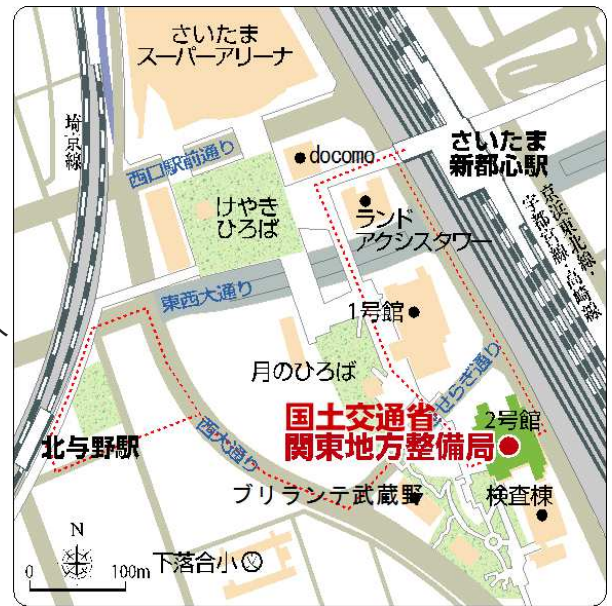 さいたま
スーパーアリーナ
埼京線
西口駅前通り
docomo
さいたま
新都心駅
けやき
ひろば
ランド
アクシスタワー
京浜東北線・
宇都宮線・高崎線
東西大通り
1号館
月のひろば
せせらぎ通り
国土交通省
関東地方整備局
2号館
北与野駅
西大通り
ブリランテ武蔵野
検査棟
N
0 100m
下落合小
文